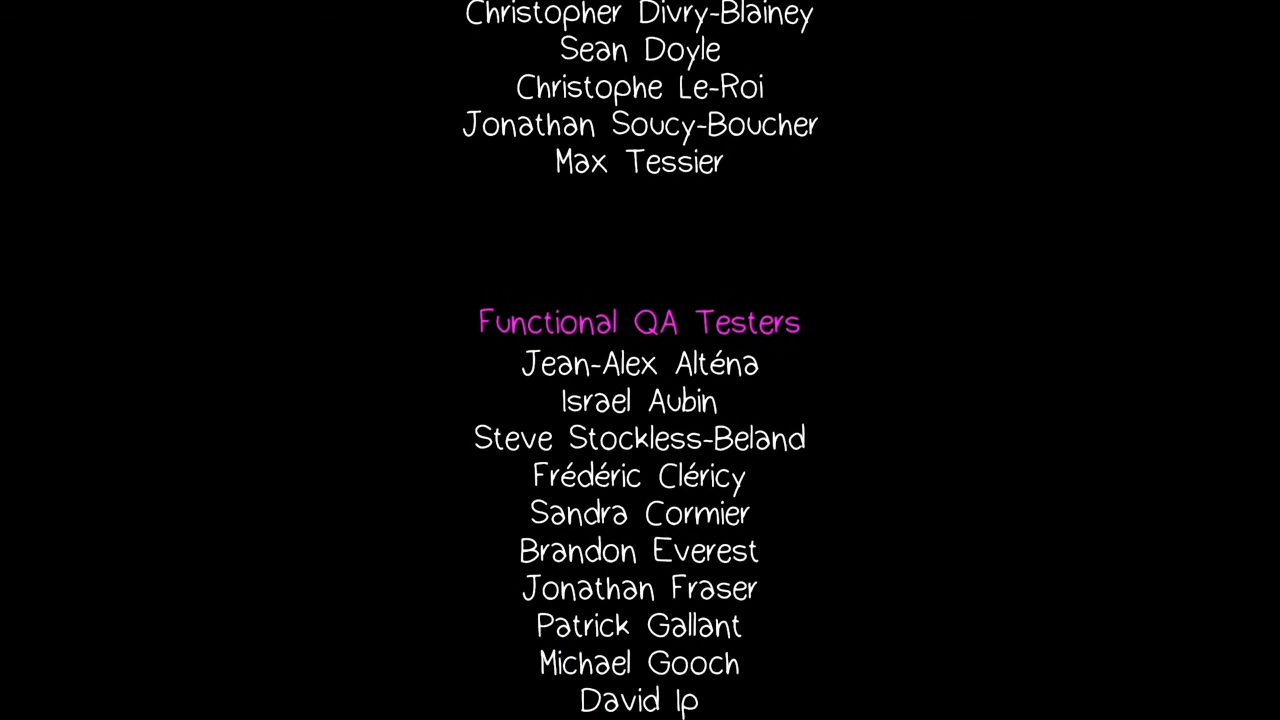 Christopher Divry-Blainey
Sean Doyle
Christophe Le-Roi
Jonathan Soucy-Boucher
Max Tessier
Functional QA Testers
Jean-Alex Alténa
Israel Aubin
Steve Stockless-Beland
Frédéric Cléricy
Sandra Cormier
Brandon Everest
Jonathan Fraser
Patrick Gallant
Michael Gooch
David Ip